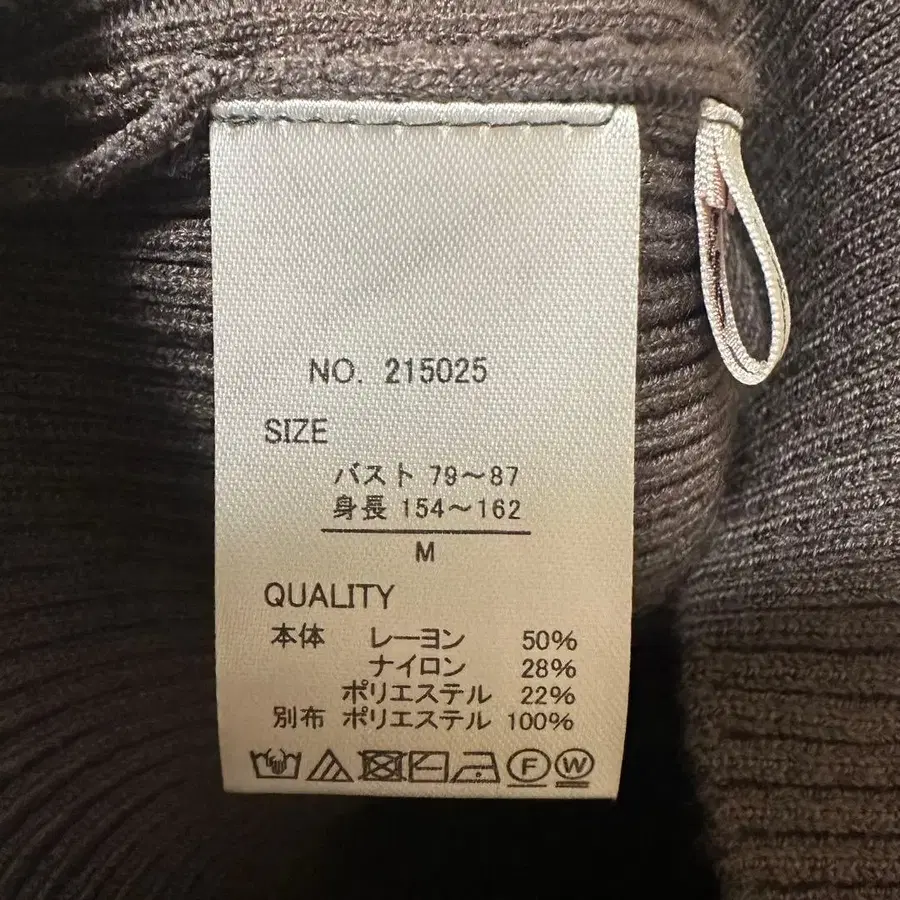 NO. 215025
SIZE
バスト 79～87
身長 154～162
M
QUALITY
本体 レーヨン 50%
ナイロン 28%
ポリエステル 22%
別布 ポリエステル 100%
F W